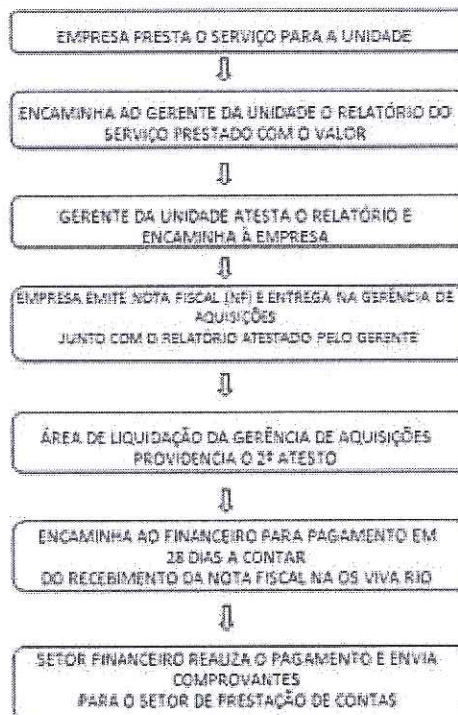 EMPRESA PRESTA O SERVIÇO PARA A UNIDADE
ENCAMINHA AO GERENTE DA UNIDADE O RELATÓRIO DO
SERVIÇO PRESTADO COM O VALOR
GERENTE DA UNIDADE ATESTA O RELATÓRIO E
ENCAMINHA À EMPRESA
EMPRESA EMITE NOTA FISCAL (NF) E ENTREGA NA GERÊNCIA DE
AQUISIÇÕES
JUNTO COM O RELATÓRIO ATESTADO PELO GERENTE
ÁREA DE LIQUIDAÇÃO DA GERÊNCIA DE AQUISIÇÕES
PROVIDENCIA O 2º ATESTO
ENCAMINHA AO FINANCEIRO PARA PAGAMENTO EM
28 DIAS A CONTAR
DO RECEBIMENTO DA NOTA FISCAL NA OS VIVA RIO
SETOR FINANCEIRO REALIZA O PAGAMENTO E ENVIA
COMPROVANTES
PARA O SETOR DE PRESTAÇÃO DE CONTAS